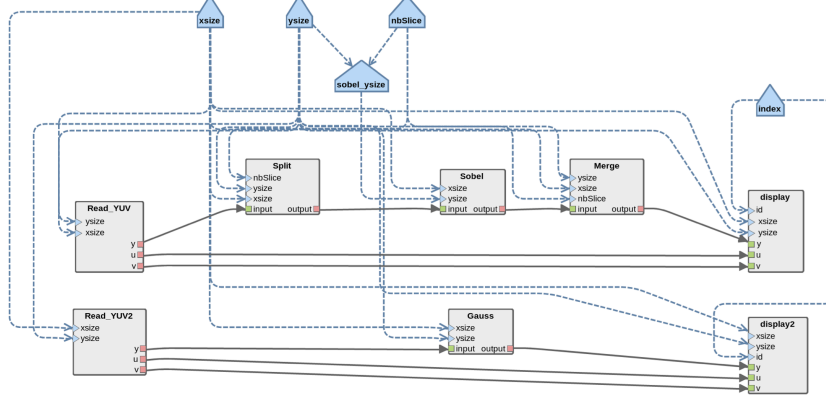 xsize
ysize
nbSlice
sobel_ysize
index
Split
nbSlice
ysize
xsize
input output
Sobel
xsize
ysize
input output
Merge
ysize
xsize
nbSlice
input output
Read_YUV
ysize
xsize
y
u
v
display
id
xsize
ysize
y
u
v
Read_YUV2
xsize
ysize
y
u
v
Gauss
xsize
ysize
input output
display2
xsize
ysize
id
y
u
v